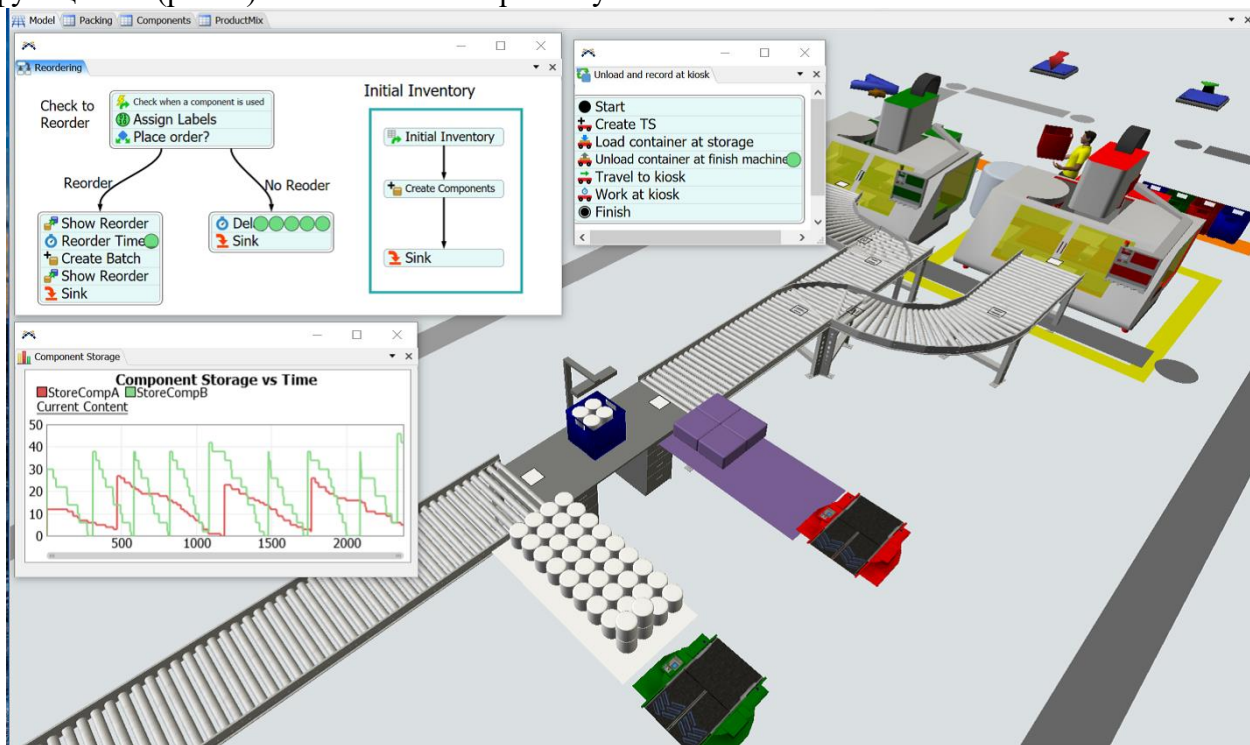 Model Packing Components ProductMix
Reordering
Check to
Reorder
Check when a component is used
Assign Labels
Place order?
Reorder
No Reoder
Show Reorder
Reorder Time
Create Batch
Show Reorder
Sink
Del
Sink
Initial Inventory
Initial Inventory
Create Components
Sink
Unload and record at kiosk
Start
Create TS
Load container at storage
Unload container at finish machine
Travel to kiosk
Work at kiosk
Finish
Component Storage
Component Storage vs Time
StoreCompA StoreCompB
Current Content
50
40
30
20
10
0
500 1000 1500 2000